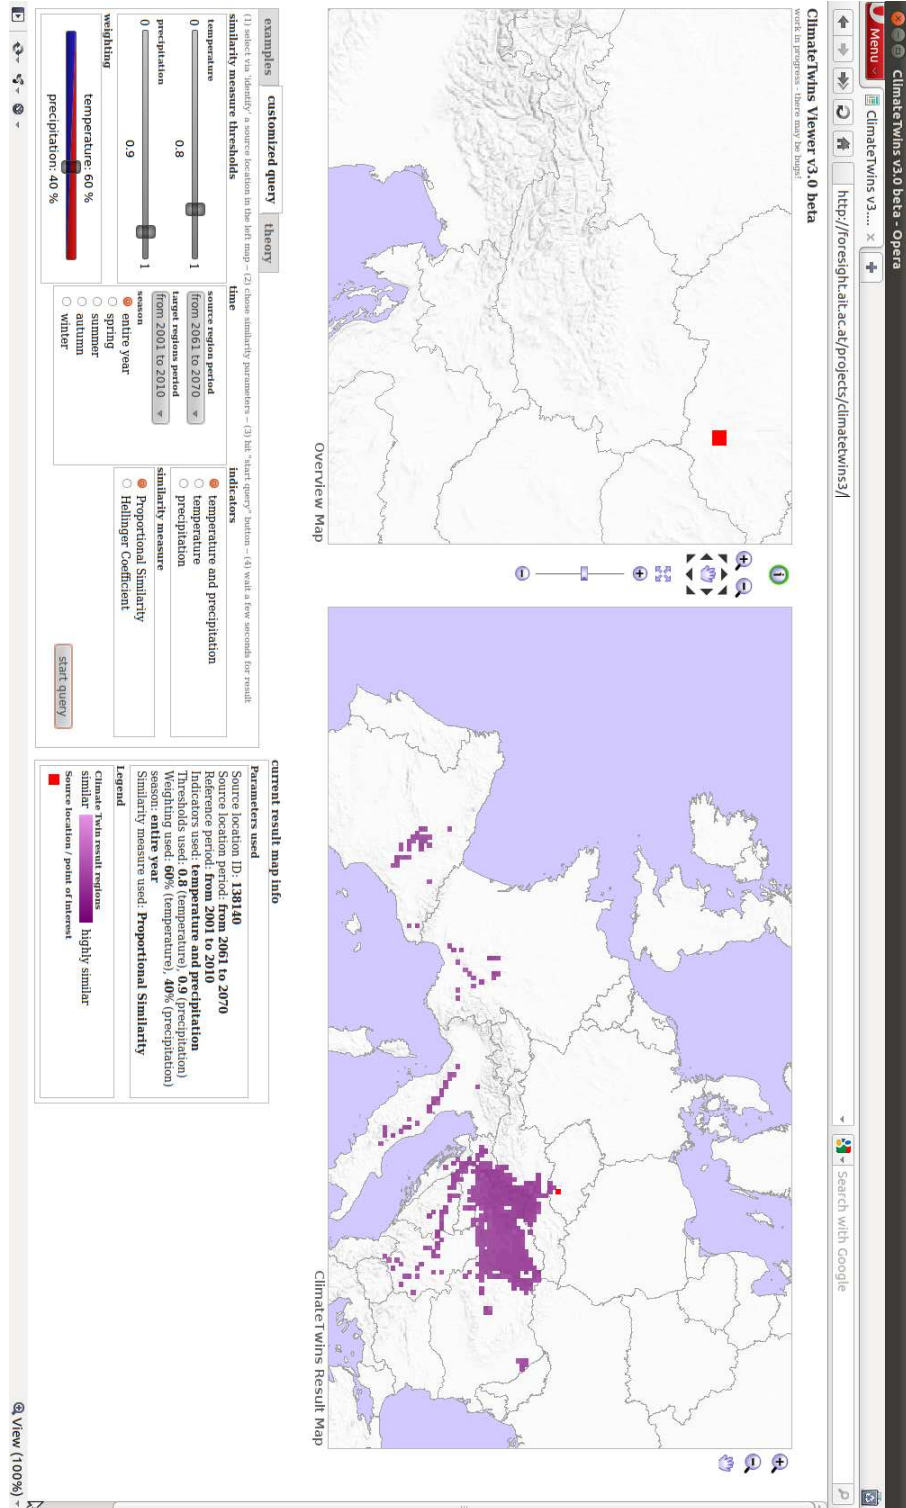 ClimateTwins v3.0 beta - Opera
Menu
ClimateTwins v3....
http://foresight.ait.ac.at/projects/climatetwins3/
Search with Google
ClimateTwins Viewer v3.0 beta
work in progress - there may be bugs!
Overview Map
ClimateTwins Result Map
examples
customized query
theory
(1) select via 'identify' a source location in the left map – (2) chose similarity parameters – (3) hit "start query" button – (4) wait a few seconds for result
similarity measure thresholds
temperature
0
0.8
1
precipitation
0
0.9
1
weighting
temperature: 60 %
precipitation: 40 %
time
source region period
from 2061 to 2070
target regions period
from 2001 to 2010
season
entire year
spring
summer
autumn
winter
indicators
temperature and precipitation
temperature
precipitation
similarity measure
Proportional Similarity
Hellinger Coefficient
start query
current result map info
Parameters used
Source location ID: 138140
Source location period: from 2061 to 2070
Reference period: from 2001 to 2010
Indicators used: temperature and precipitation
Thresholds used: 0.8 (temperature), 0.9 (precipitation)
Weighting used: 60% (temperature), 40% (precipitation)
season: entire year
Similarity measure used: Proportional Similarity
Legend
Climate Twin result regions
similar
highly similar
Source location / point of interest
View (100%)